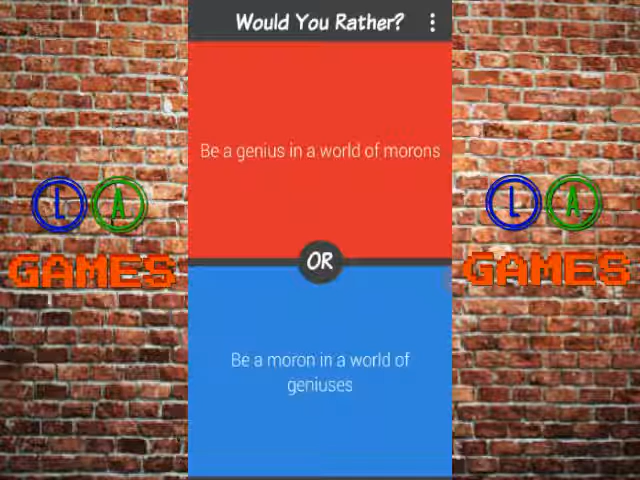 Would You Rather?
Be a genius in a world of morons
L A
GAMES
L A
GAMES
OR
Be a moron in a world of
geniuses